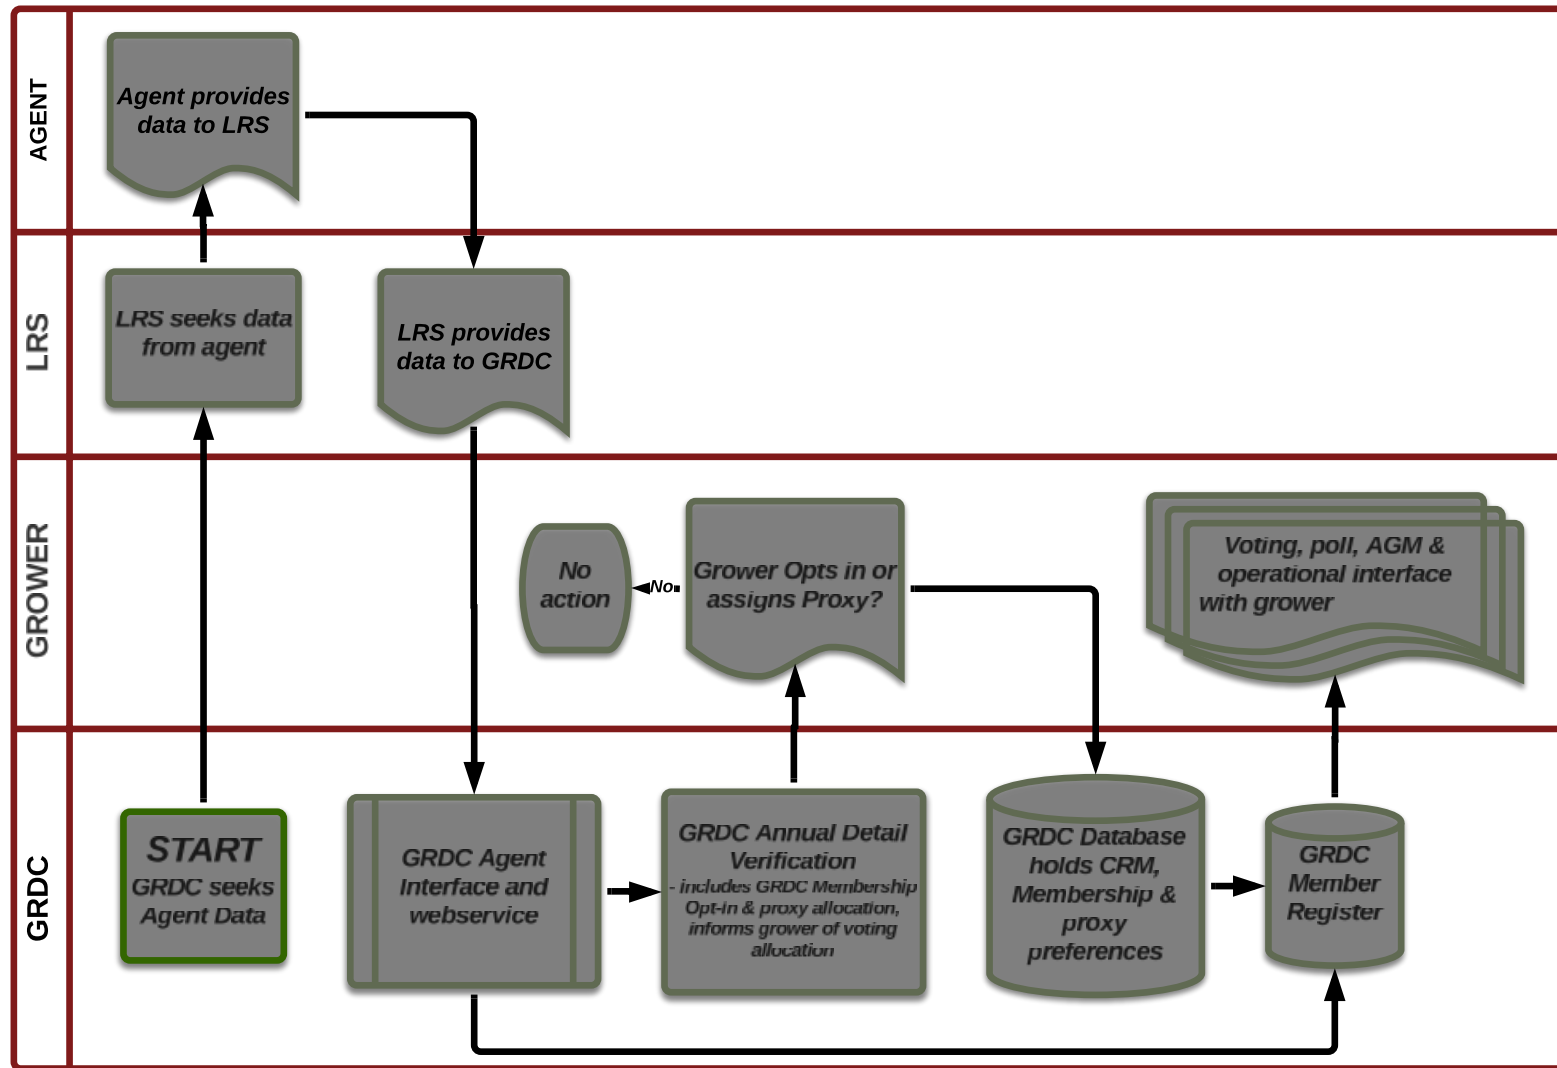 AGENT
Agent provides
data to LRS
LRS
LRS seeks data
from agent
LRS provides
data to GRDC
GROWER
No
action
No
Grower Opts in or
assigns Proxy?
Voting, poll, AGM &
operational interface
with grower
GRDC
START
GRDC seeks
Agent Data
GRDC Agent
Interface and
webservice
GRDC Annual Detail
Verification
- includes GRDC Membership
Opt-in & proxy allocation,
informs grower of voting
allocation
GRDC Database
holds CRM,
Membership &
proxy
preferences
GRDC
Member
Register